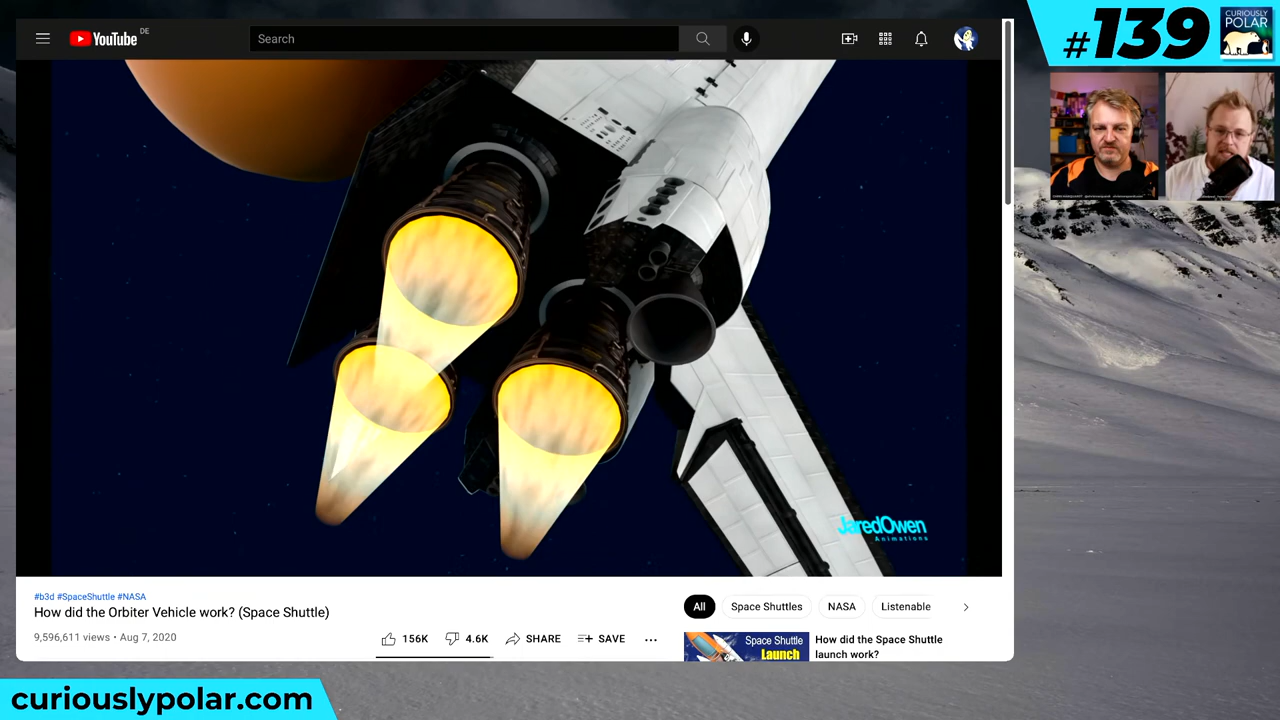 YouTube DE
Search
#139
CURIOUSLY
POLAR
JaredOwen
Animations
#b3d #SpaceShuttle #NASA
How did the Orbiter Vehicle work? (Space Shuttle)
9,596,611 views • Aug 7, 2020
156K
4.6K
SHARE
SAVE
All
Space Shuttles
NASA
Listenable
Space Shuttle
Launch
How did the Space Shuttle
launch work?
curiouslypolar.com